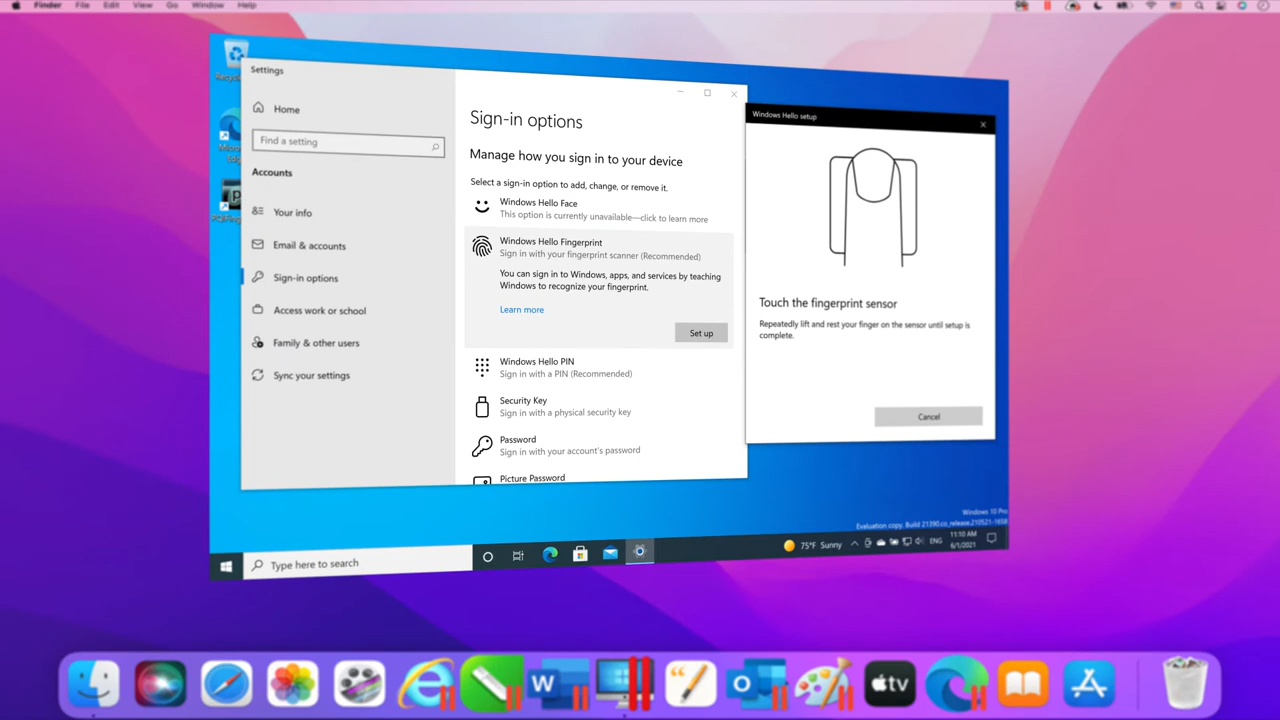 Finder File Edit View Go Window Help
Settings
Home
Find a setting
Accounts
Your info
Email & accounts
Sign-in options
Access work or school
Family & other users
Sync your settings
Sign-in options
Manage how you sign in to your device
Select a sign-in option to add, change, or remove it.
Windows Hello Face
This option is currently unavailable—click to learn more
Windows Hello Fingerprint
Sign in with your fingerprint scanner (Recommended)
You can sign in to Windows, apps, and services by teaching
Windows to recognize your fingerprint.
Learn more
Set up
Windows Hello PIN
Sign in with a PIN (Recommended)
Security Key
Sign in with a physical security key
Password
Sign in with your account's password
Picture Password
Windows Hello setup
Touch the fingerprint sensor
Repeatedly lift and rest your finger on the sensor until setup is
complete.
Cancel
Windows 10 Pro
Evaluation copy. Build 21390.co_release.210521-1658
Type here to search
75°F Sunny
ENG
11:10 AM
6/1/2021
W
O
tv